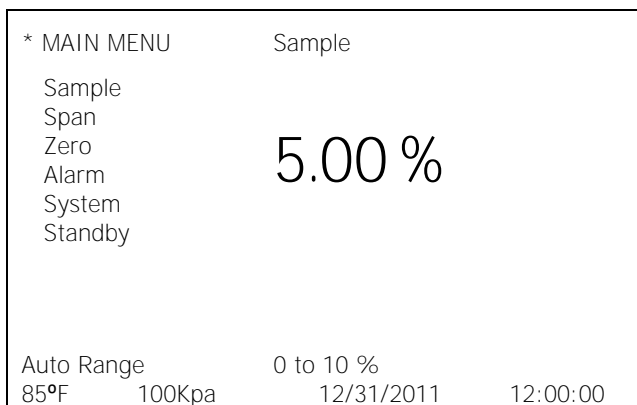 * MAIN MENU Sample
Sample
Span
Zero
Alarm
System
Standby
5.00 %
Auto Range 0 to 10 %
85°F 100Kpa 12/31/2011 12:00:00